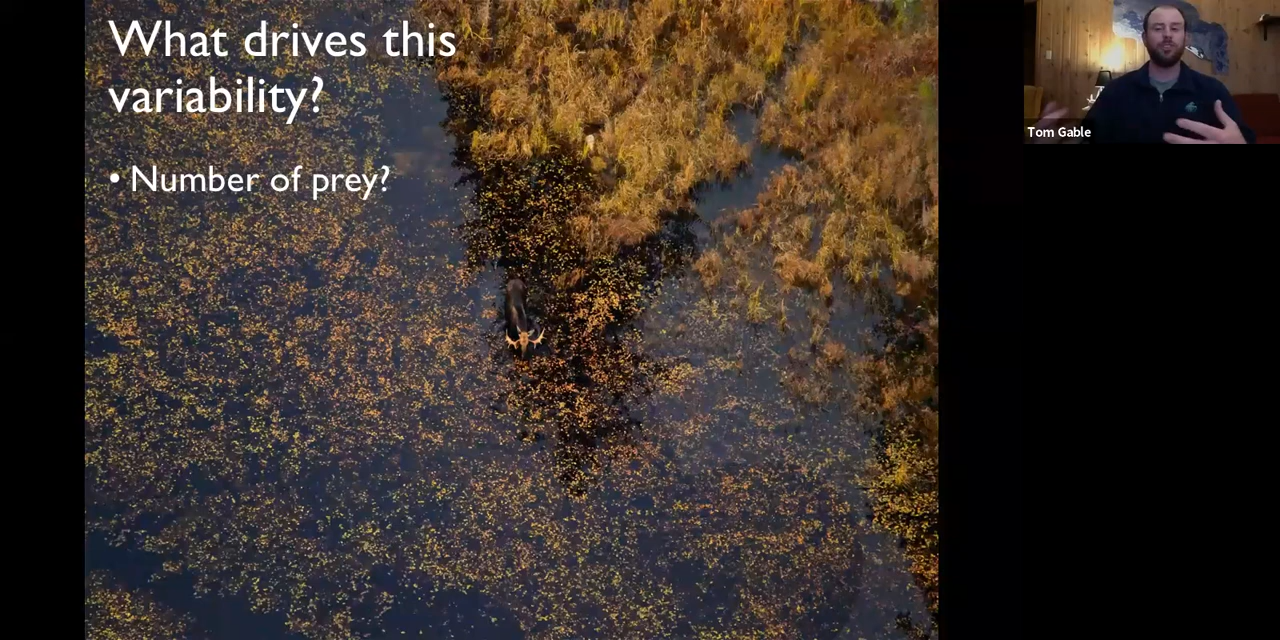 What drives this
variability?
• Number of prey?
Tom Gable